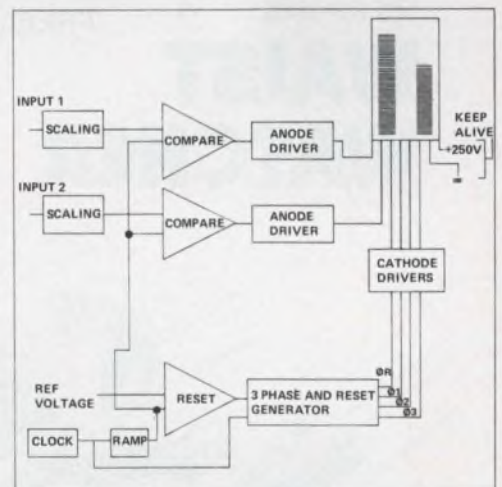 INPUT 1
SCALING
COMPARE
ANODE
DRIVER
KEEP
ALIVE
+250V
INPUT 2
SCALING
COMPARE
ANODE
DRIVER
CATHODE
DRIVERS
REF
VOLTAGE
RESET
3 PHASE AND RESET
GENERATOR
ØR
Ø1
Ø2
Ø3
CLOCK
RAMP